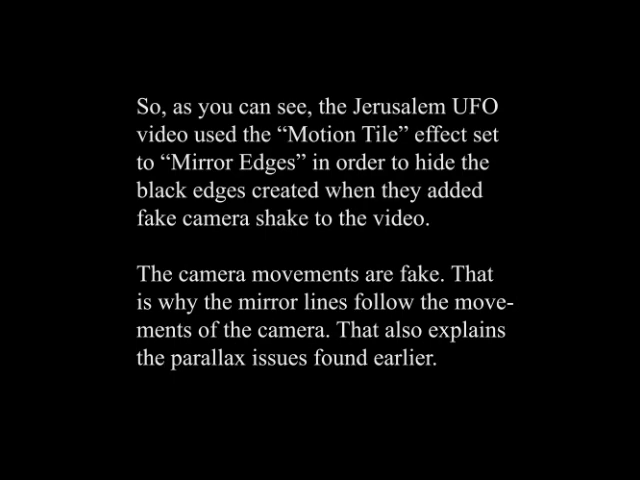 So, as you can see, the Jerusalem UFO
video used the “Motion Tile” effect set
to “Mirror Edges” in order to hide the
black edges created when they added
fake camera shake to the video.
The camera movements are fake. That
is why the mirror lines follow the move-
ments of the camera. That also explains
the parallax issues found earlier.